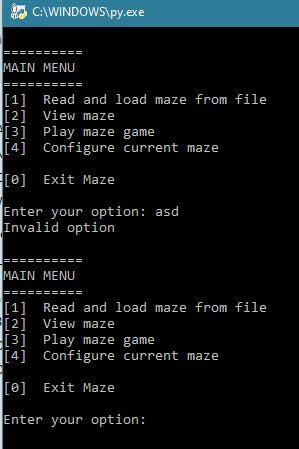 C:\WINDOWS\py.exe
==========
MAIN MENU
==========
[1]  Read and load maze from file
[2]  View maze
[3]  Play maze game
[4]  Configure current maze
[0]  Exit Maze
Enter your option: asd
Invalid option
==========
MAIN MENU
==========
[1]  Read and load maze from file
[2]  View maze
[3]  Play maze game
[4]  Configure current maze
[0]  Exit Maze
Enter your option: